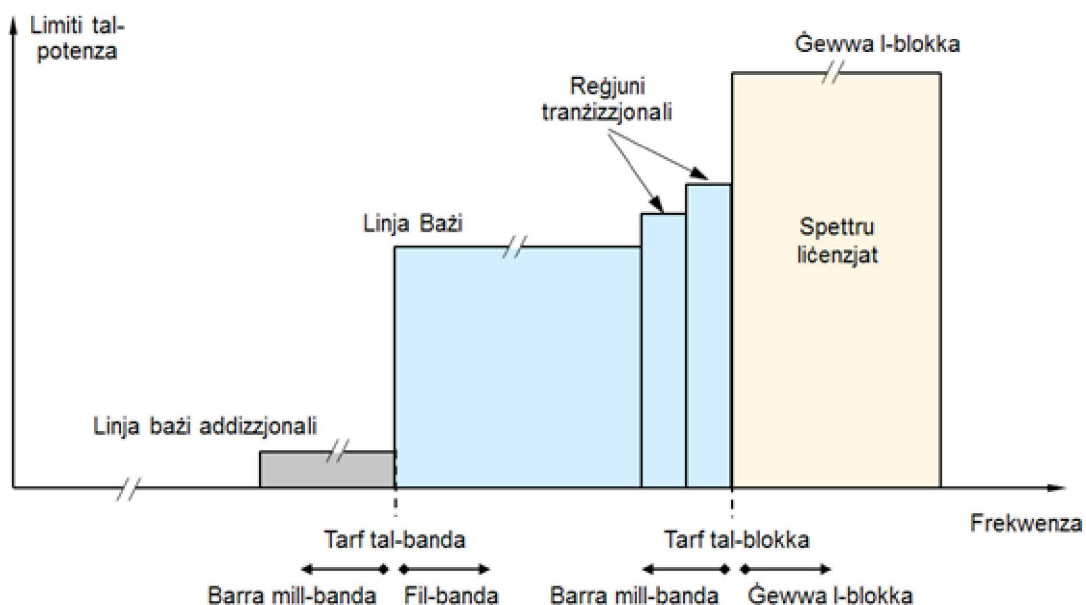 Limiti tal-
potenza
Ġewwa l-blokka
Reġjuni
tranżizzjonali
Linja Bażi
Spettru
liċenzjat
Linja bażi addizzjonali
Frekwenza
Tarf tal-banda
Tarf tal-blokka
Barra mill-banda
Fil-banda
Barra mill-banda
Ġewwa l-blokka